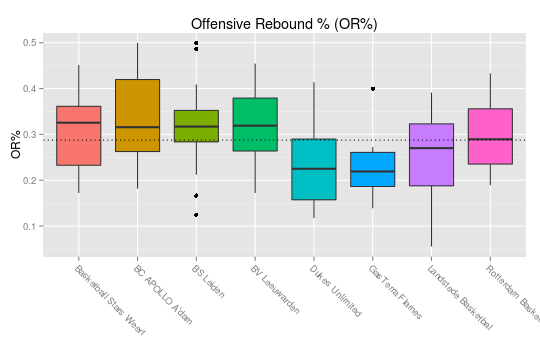 Offensive Rebound % (OR%)
0.5
0.4
0.3
0.2
0.1
OR%
Basketball Stars Weert
BC APOLLO A'dam
BS Leiden
BV Leeuwarden
Dukes Unlimited
GasTerra Flames
Landstede Basketbal
Rotterdam Baske